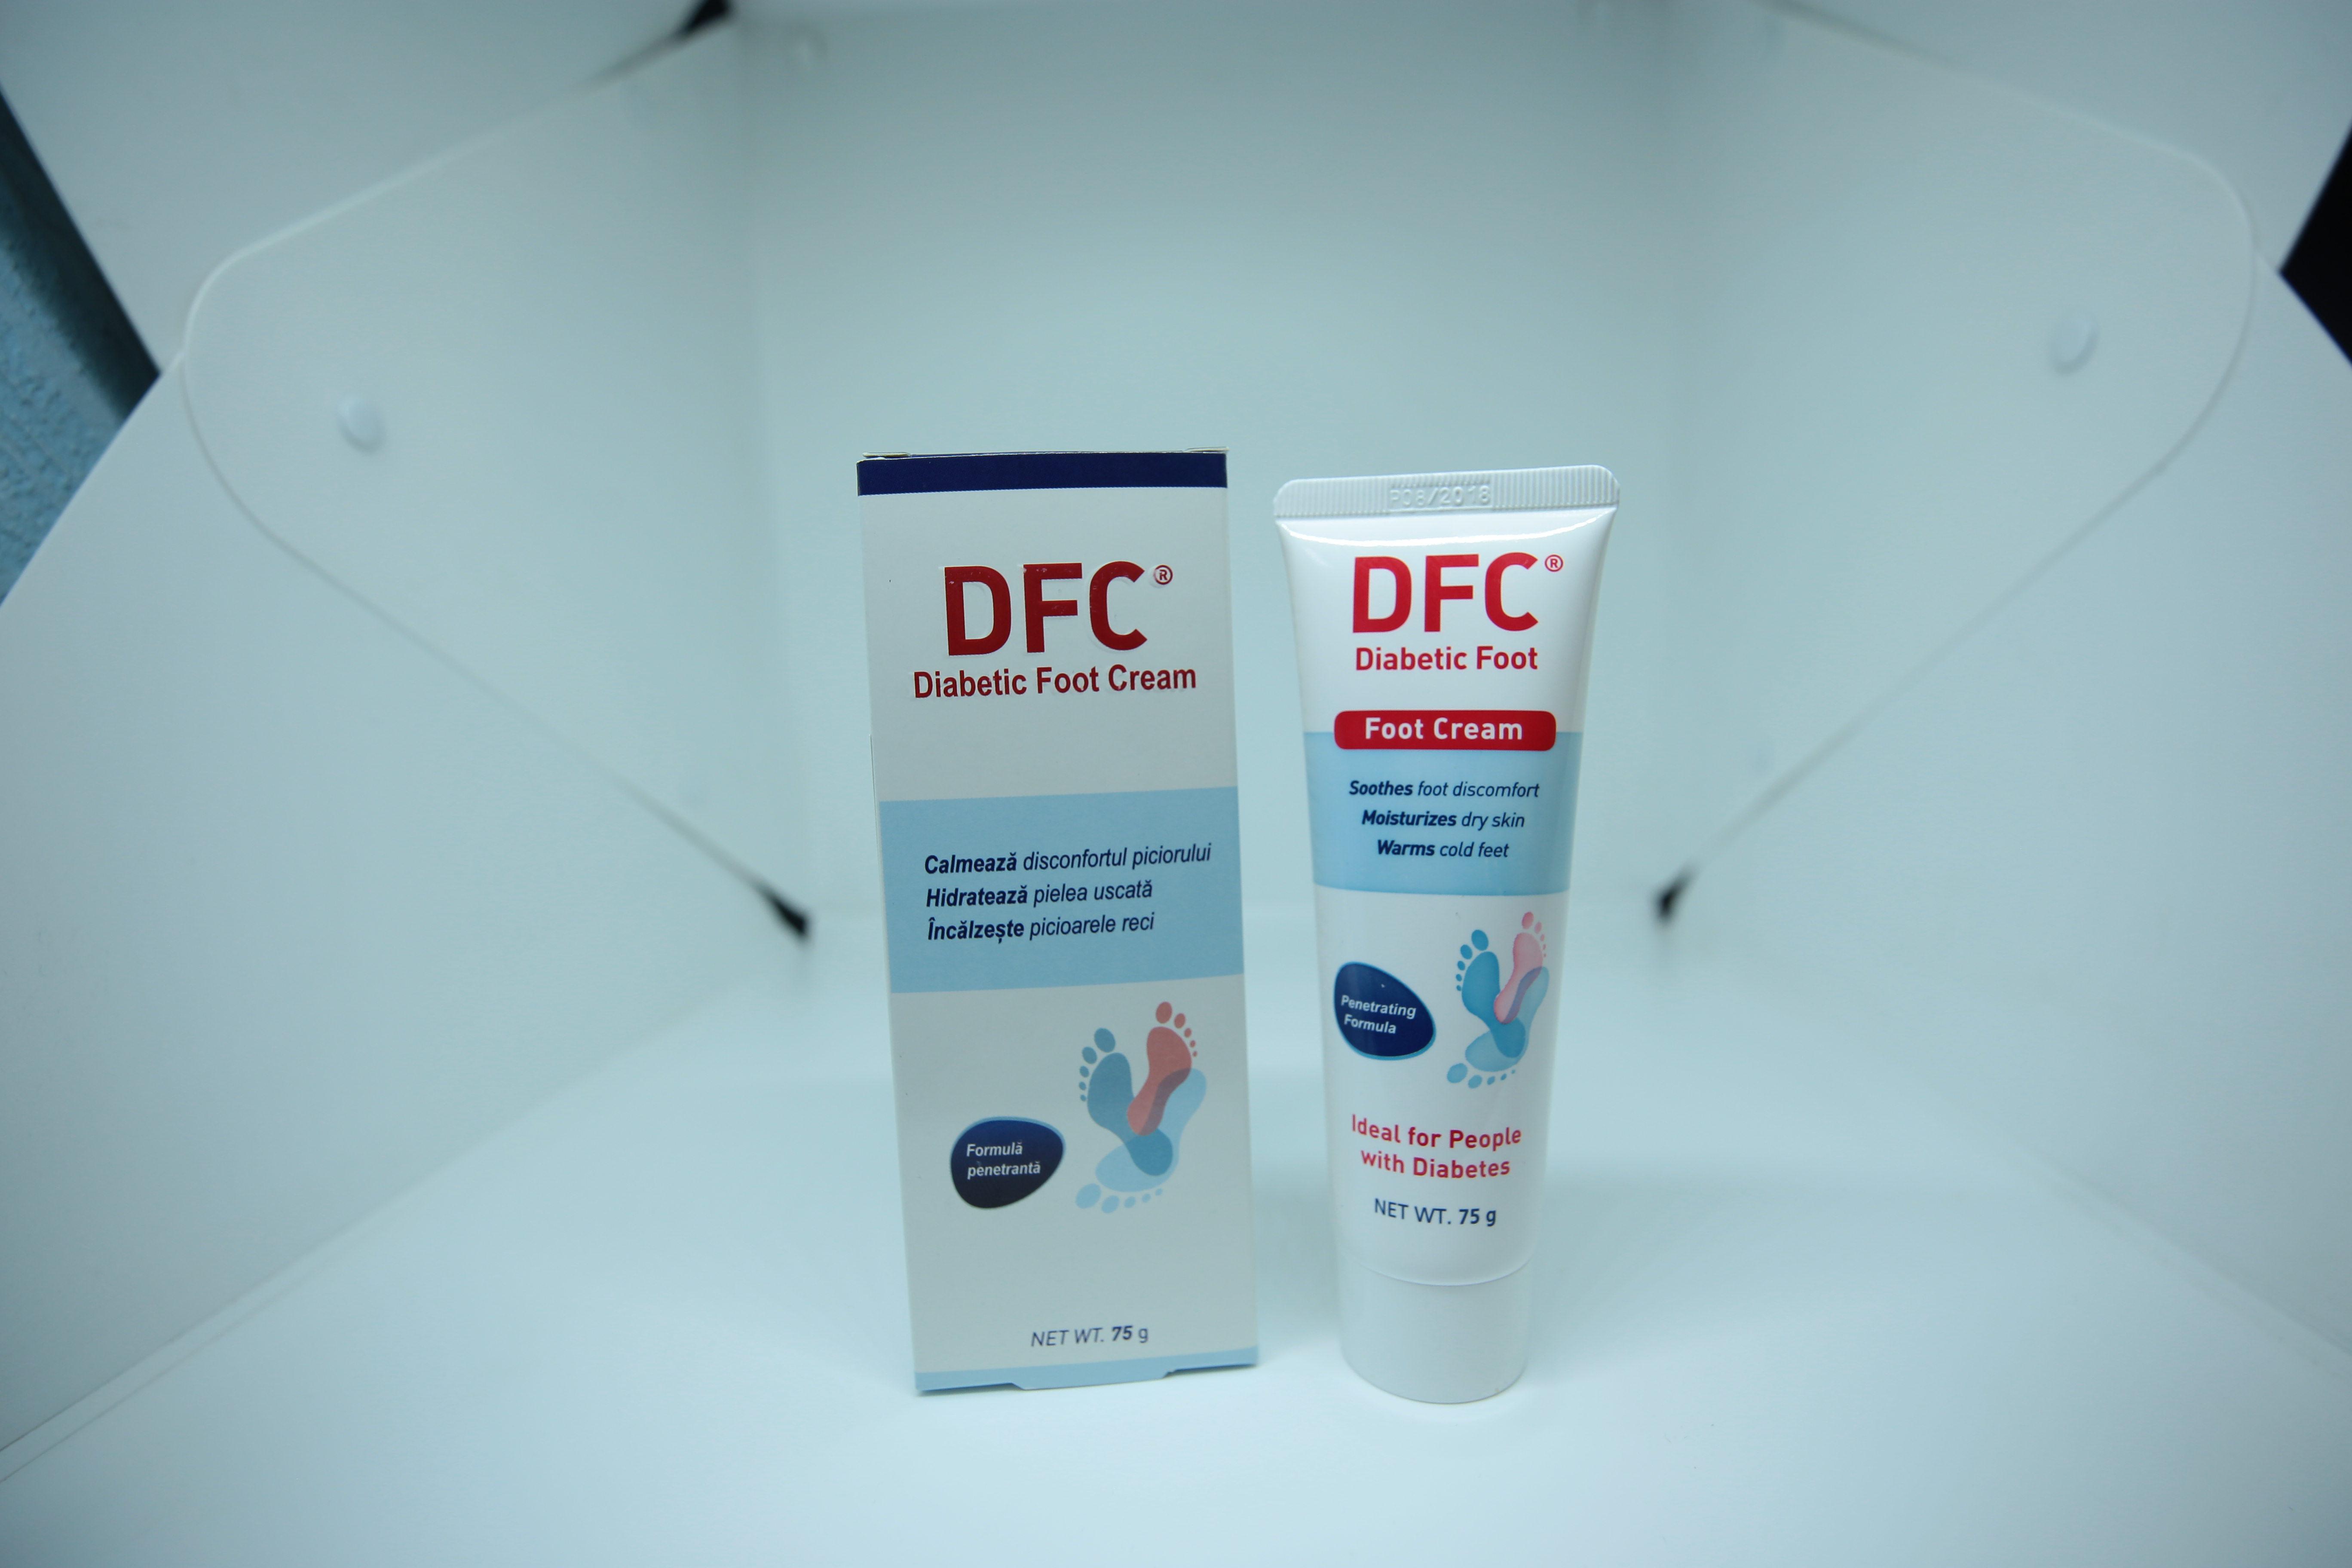 DFC®
Diabetic Foot Cream
Calmează disconfortul piciorului
Hidratează pielea uscată
Încălzește picioarele reci
Formulă
penetrantă
NET WT. 75 g
P08/2018
DFC®
Diabetic Foot
Foot Cream
Soothes foot discomfort
Moisturizes dry skin
Warms cold feet
Penetrating
Formula
Ideal for People
with Diabetes
NET WT. 75 g